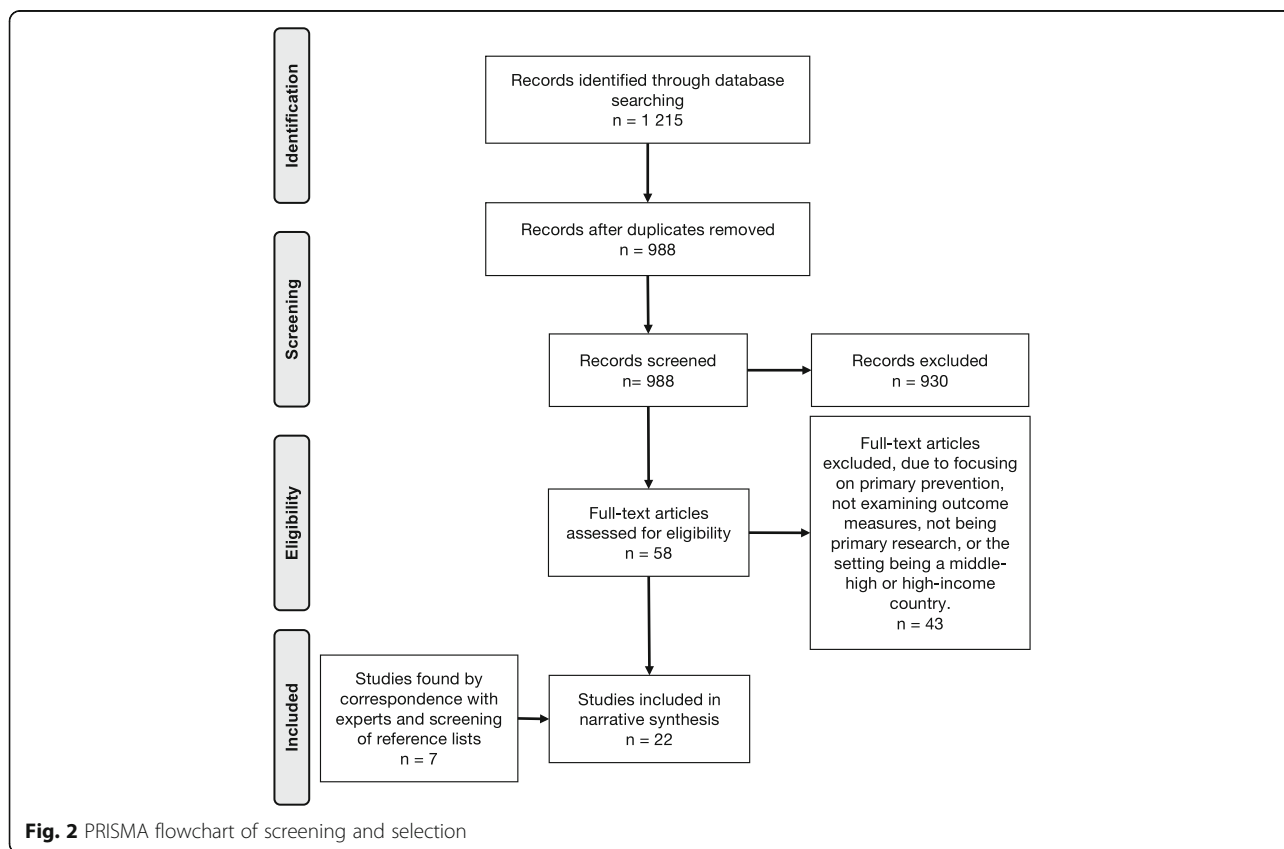 Identification
Records identified through database
searching
n = 1 215
Records after duplicates removed
n = 988
Screening
Records screened
n= 988
Records excluded
n = 930
Eligibility
Full-text articles
assessed for eligibility
n = 58
Full-text articles
excluded, due to focusing
on primary prevention,
not examining outcome
measures, not being
primary research, or the
setting being a middle-
high or high-income
country.
n = 43
Included
Studies found by
correspondence with
experts and screening
of reference lists
n = 7
Studies included in
narrative synthesis
n = 22
Fig. 2 PRISMA flowchart of screening and selection